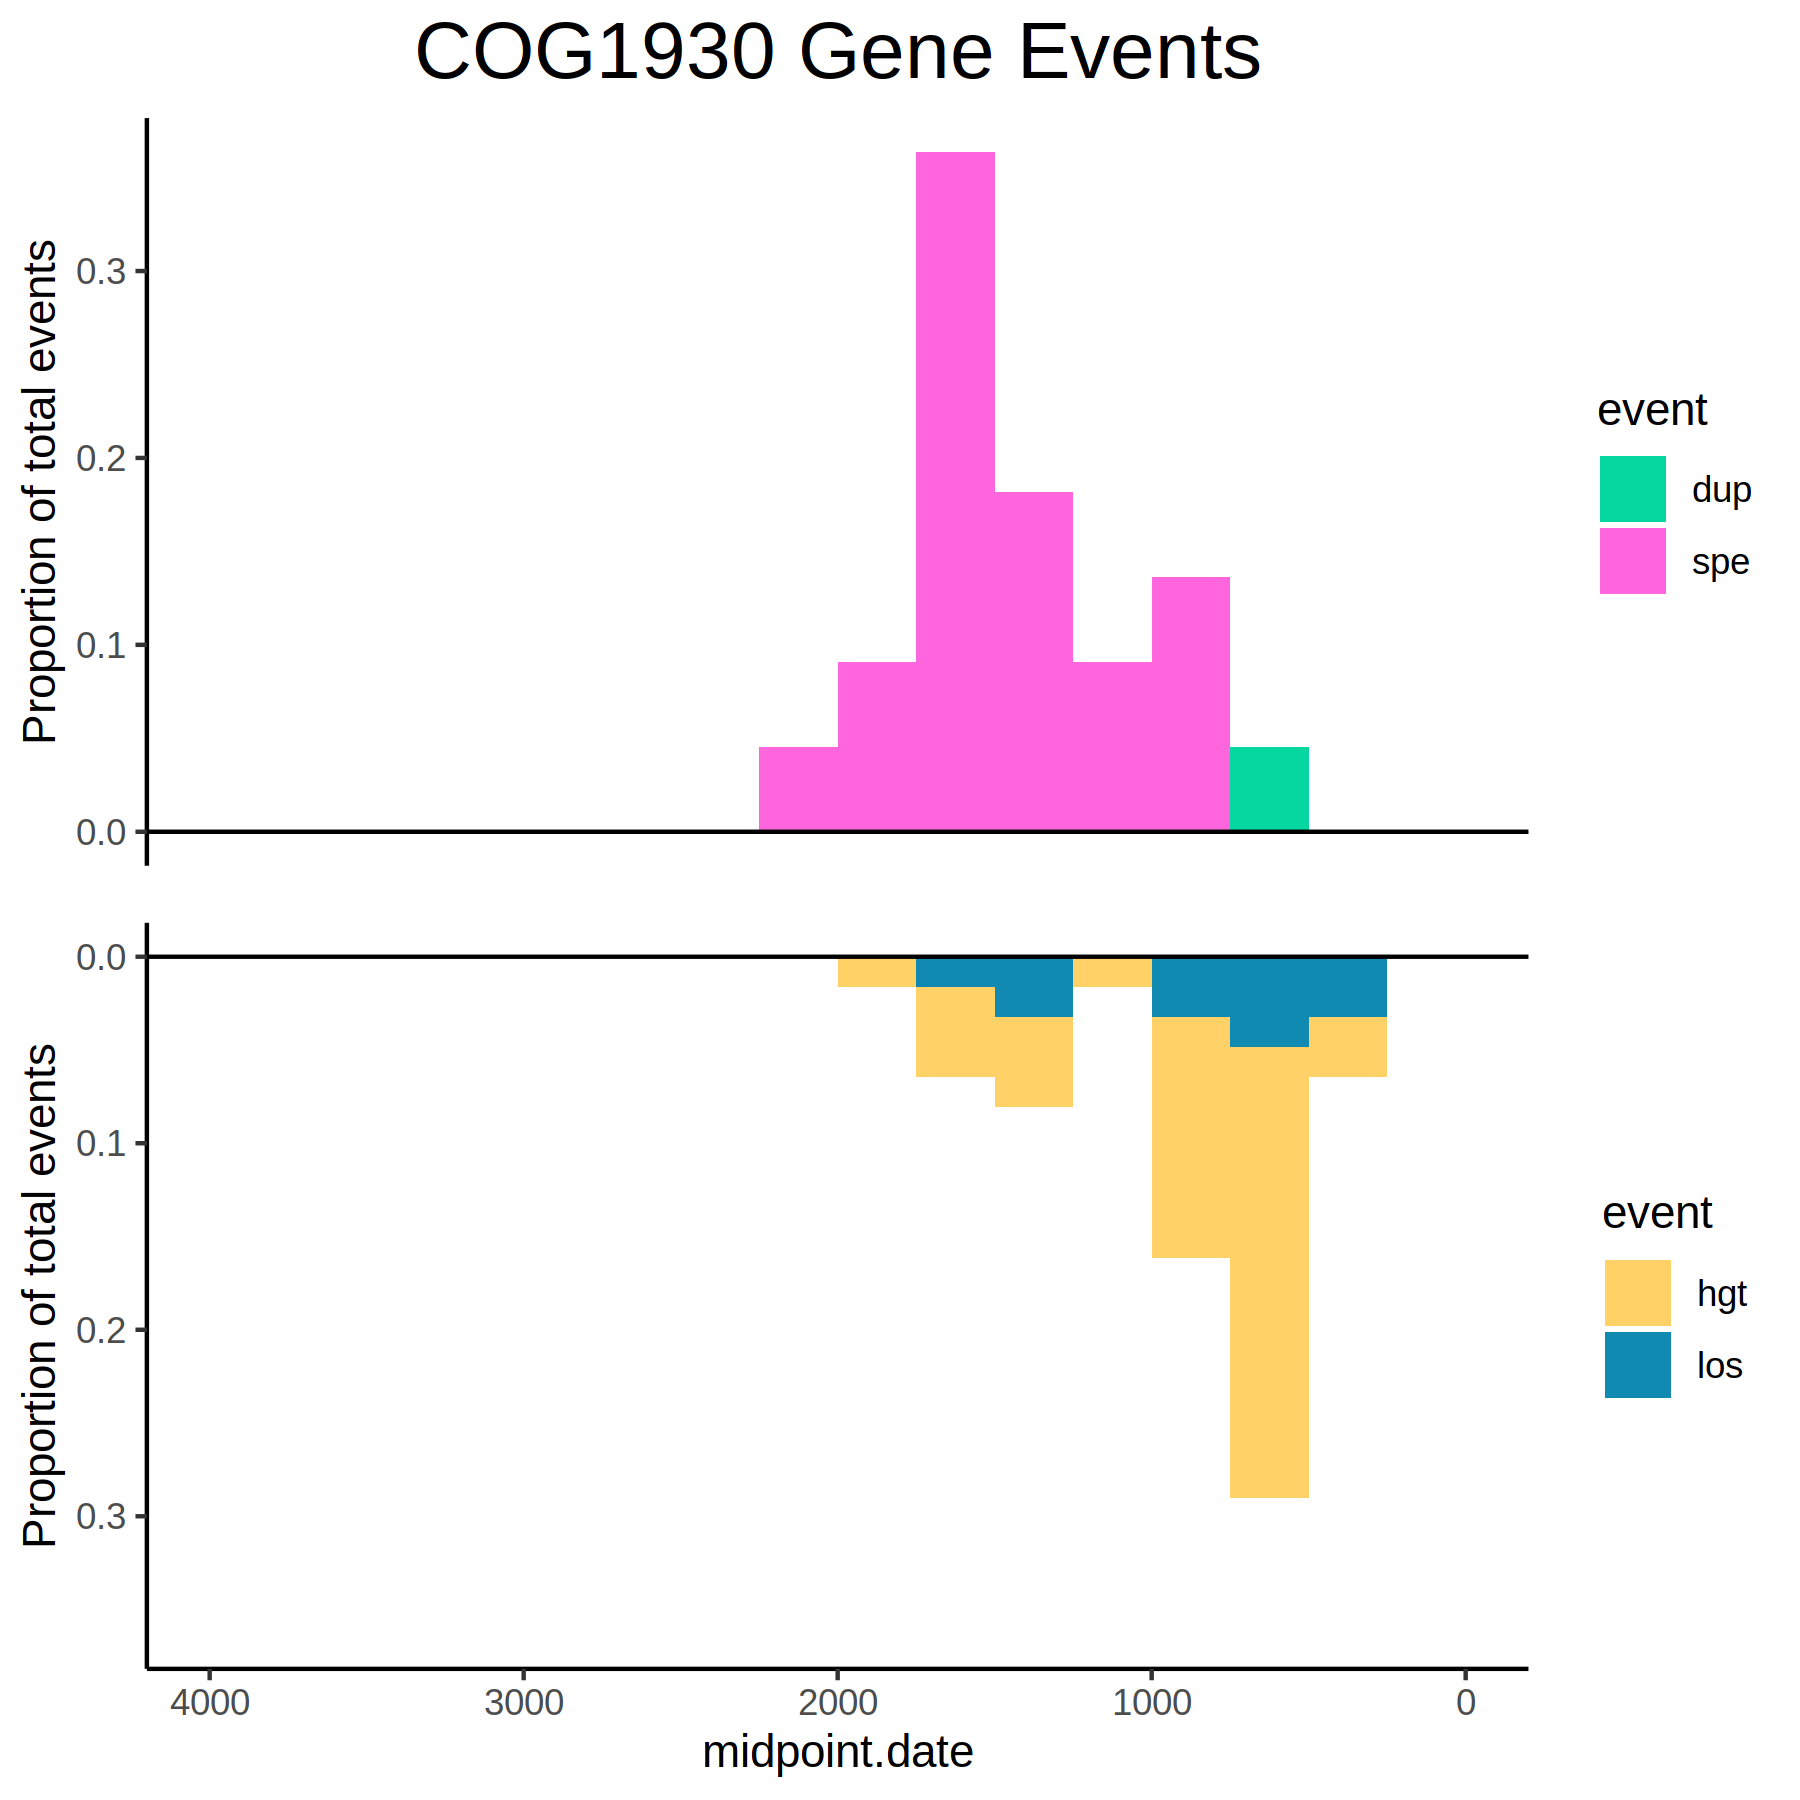 COG1930 Gene Events
Proportion of total events
0.3
0.2
0.1
0.0
event
dup
spe
Proportion of total events
0.0
0.1
0.2
0.3
event
hgt
los
4000 3000 2000 1000 0
midpoint.date